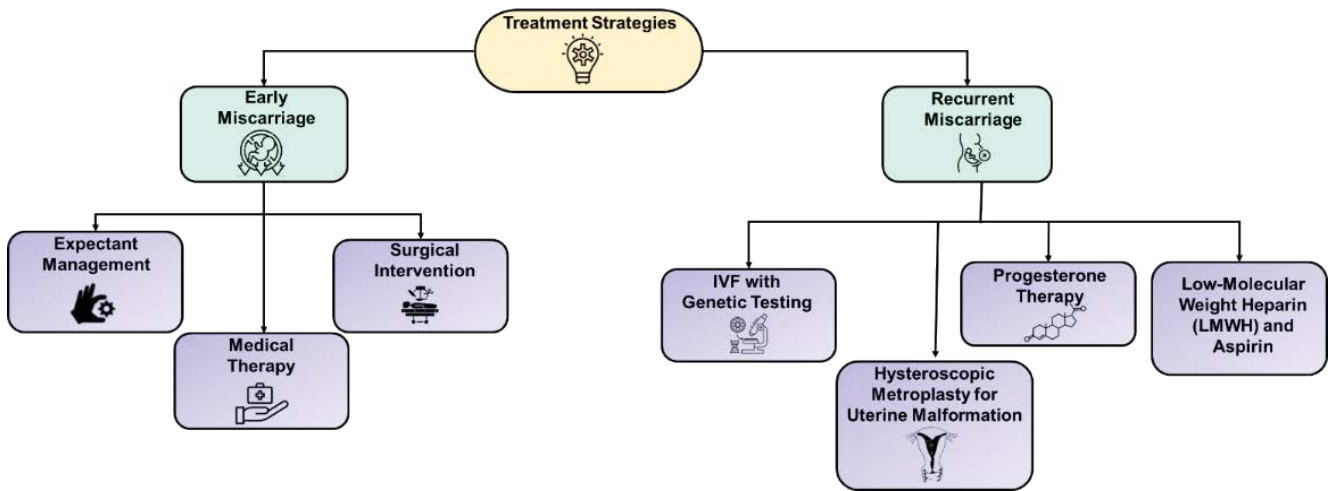 Treatment Strategies
Early
Miscarriage
Recurrent
Miscarriage
Expectant
Management
Medical
Therapy
Surgical
Intervention
IVF with
Genetic Testing
Hysteroscopic
Metroplasty for
Uterine Malformation
Progesterone
Therapy
Low-Molecular
Weight Heparin
(LMWH) and
Aspirin